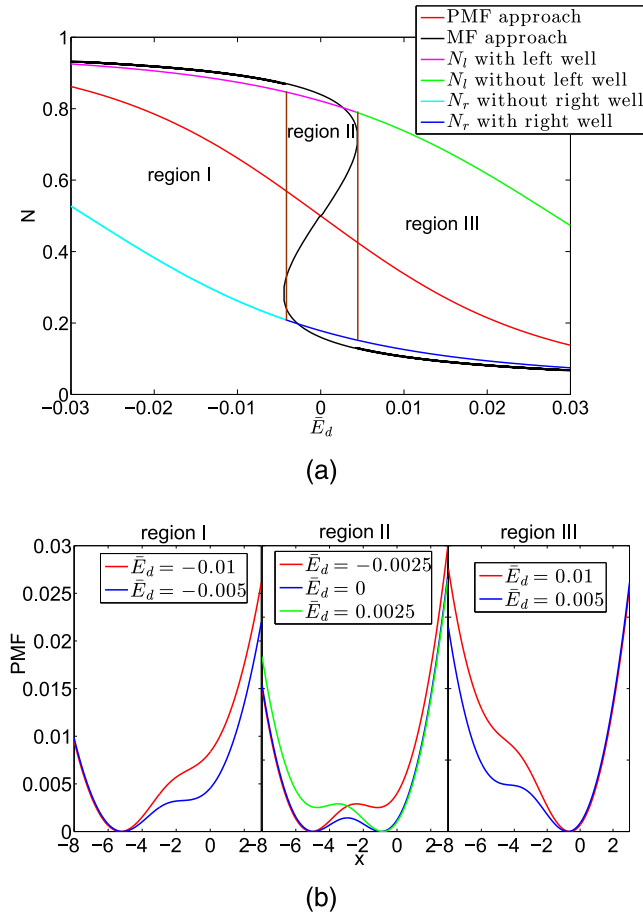 PMF approach
MF approach
N_l with left well
N_l without left well
N_r without right well
N_r with right well
1
0.8
0.6
0.4
0.2
0
N
region I
region II
region III
−0.03 −0.02 −0.01 0 0.01 0.02 0.03
Ē_d
(a)
region I region II region III
Ē_d = −0.01
Ē_d = −0.005
Ē_d = −0.0025
Ē_d = 0
Ē_d = 0.0025
Ē_d = 0.01
Ē_d = 0.005
0.03
0.025
0.02
0.015
0.01
0.005
0
PMF
−8 −6 −4 −2 0 2 −8 −6 −4 −2 0 2 −8 −6 −4 −2 0 2
x
(b)